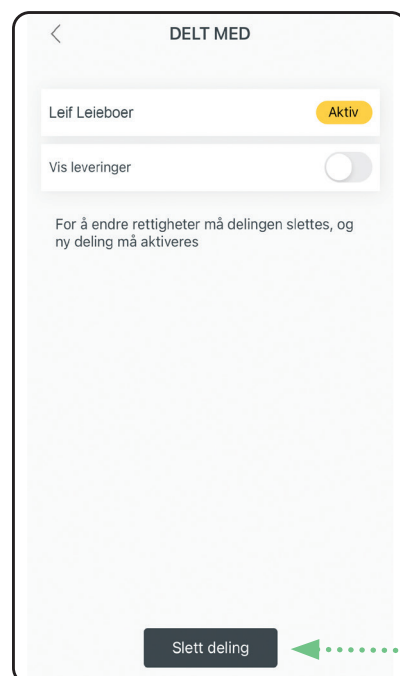 DELT MED
Leif Leieboer Aktiv
Vis leveringer
For å endre rettigheter må delingen slettes, og
ny deling må aktiveres
Slett deling